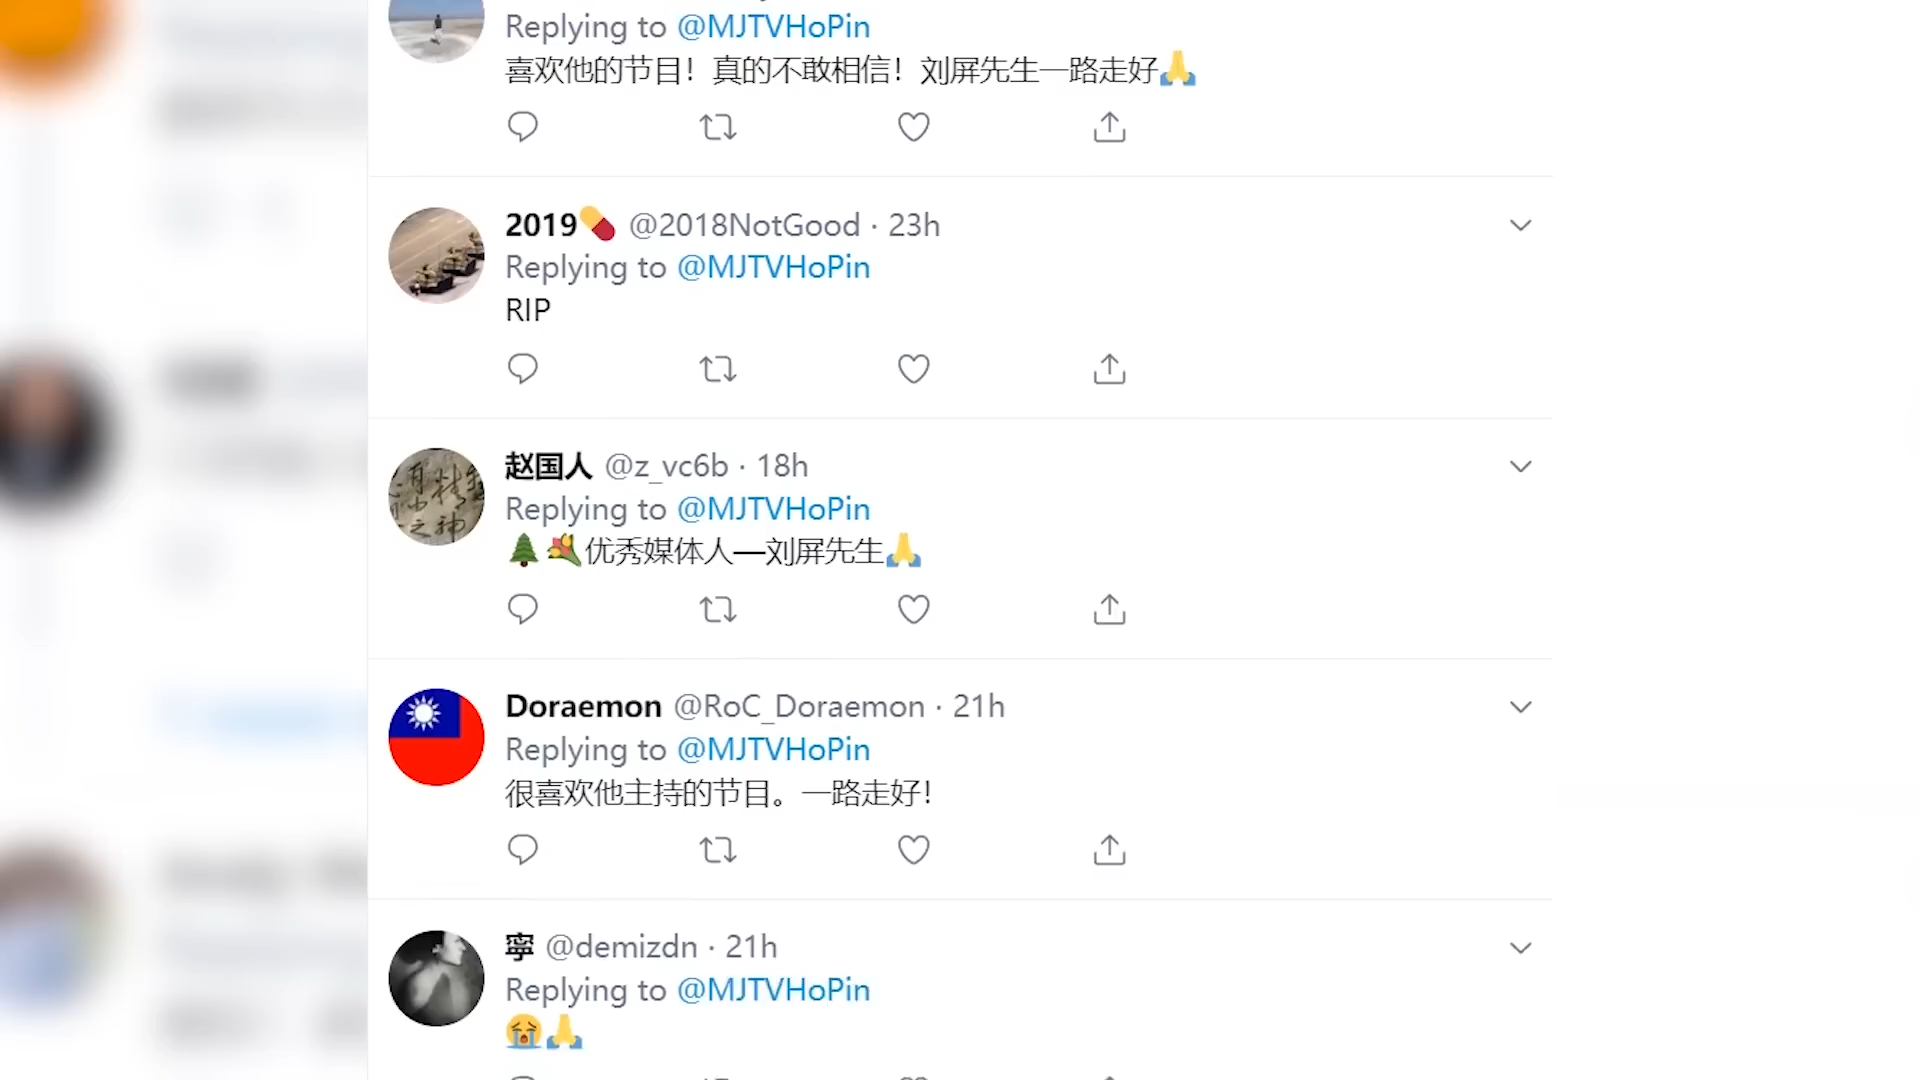 Replying to @MJTVHoPin
喜欢他的节目！真的不敢相信！刘屏先生一路走好🙏
2019💊 @2018NotGood · 23h
Replying to @MJTVHoPin
RIP
赵国人 @z_vc6b · 18h
Replying to @MJTVHoPin
🌲💐优秀媒体人—刘屏先生🙏
Doraemon @RoC_Doraemon · 21h
Replying to @MJTVHoPin
很喜欢他主持的节目。一路走好！
寧 @demizdn · 21h
Replying to @MJTVHoPin
😭🙏